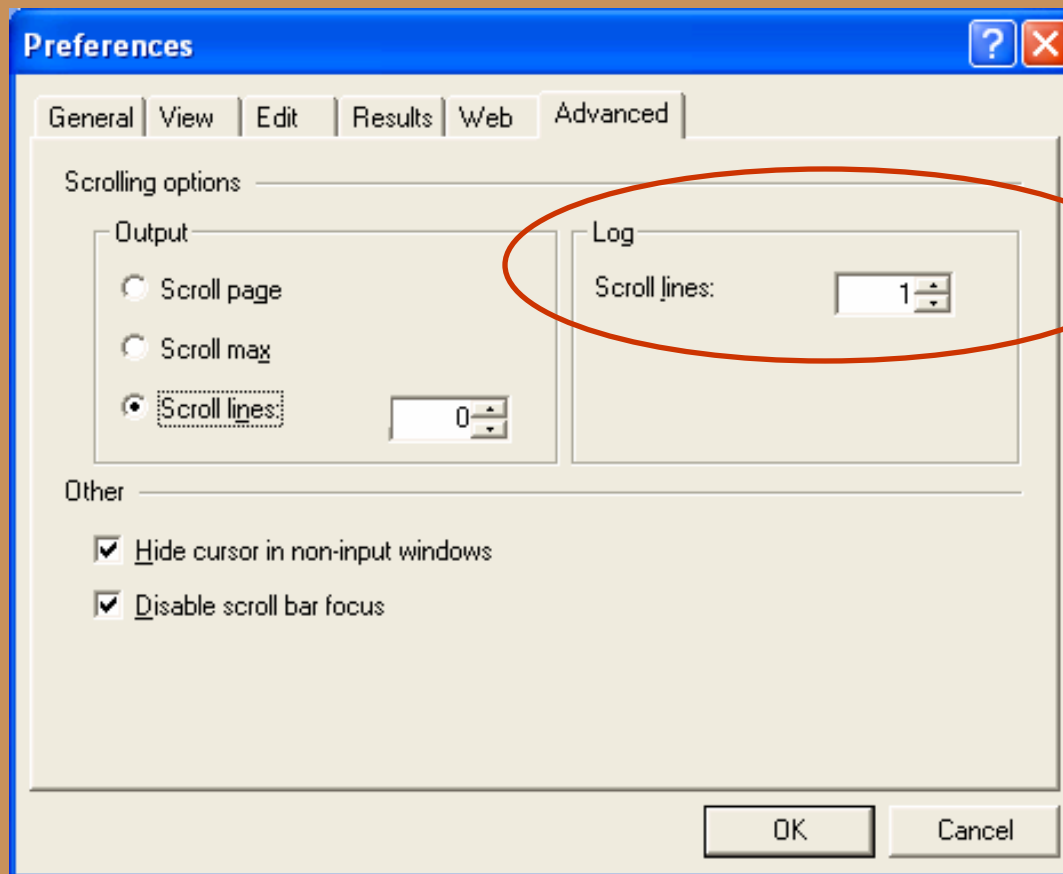 Preferences
General View Edit Results Web Advanced
Scrolling options
Output
Scroll page
Scroll max
Scroll lines: 0
Log
Scroll lines: 1
Other
Hide cursor in non-input windows
Disable scroll bar focus
OK Cancel